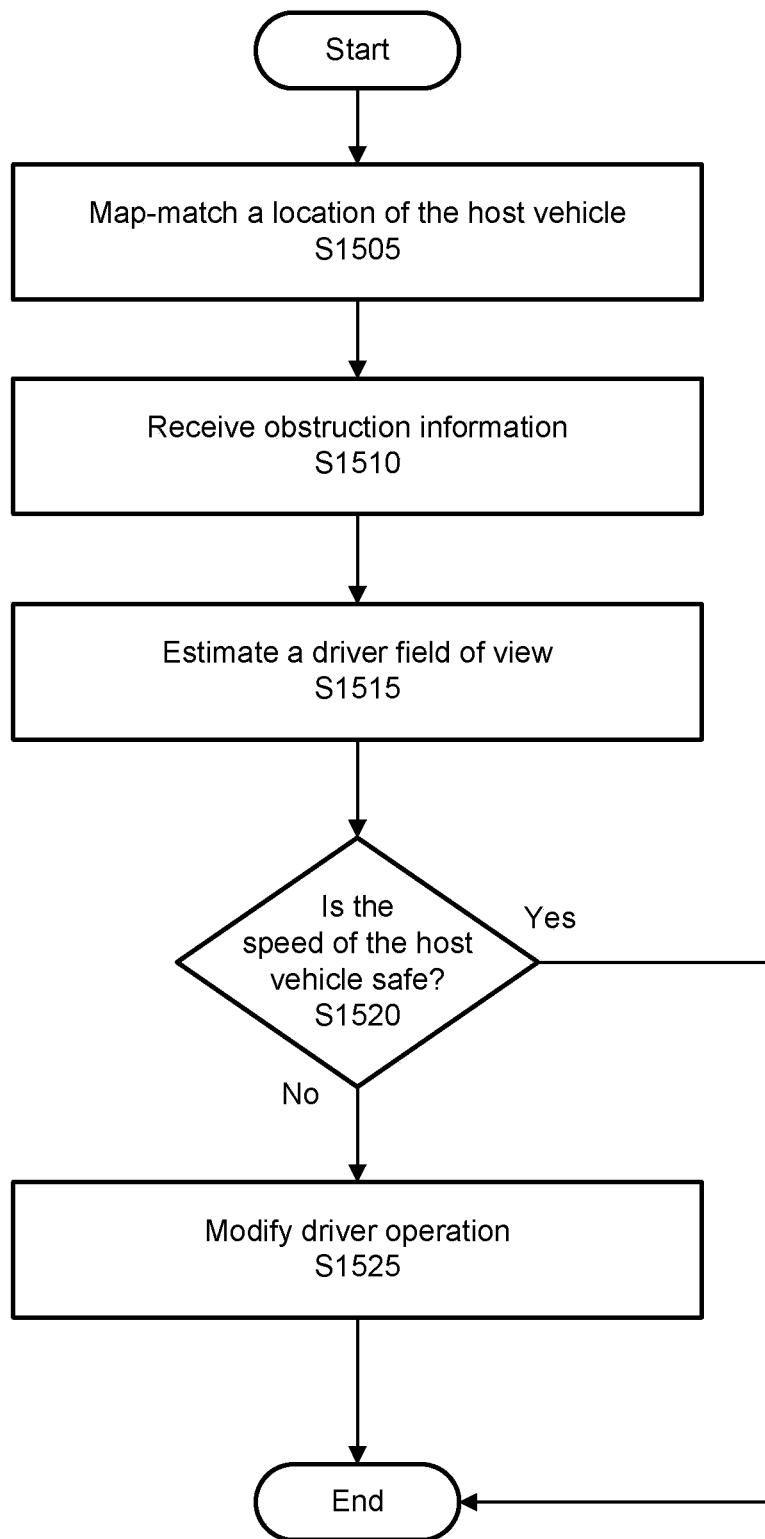 Start
Map-match a location of the host vehicle
S1505
Receive obstruction information
S1510
Estimate a driver field of view
S1515
Is the
speed of the host
vehicle safe?
S1520
Yes
No
Modify driver operation
S1525
End